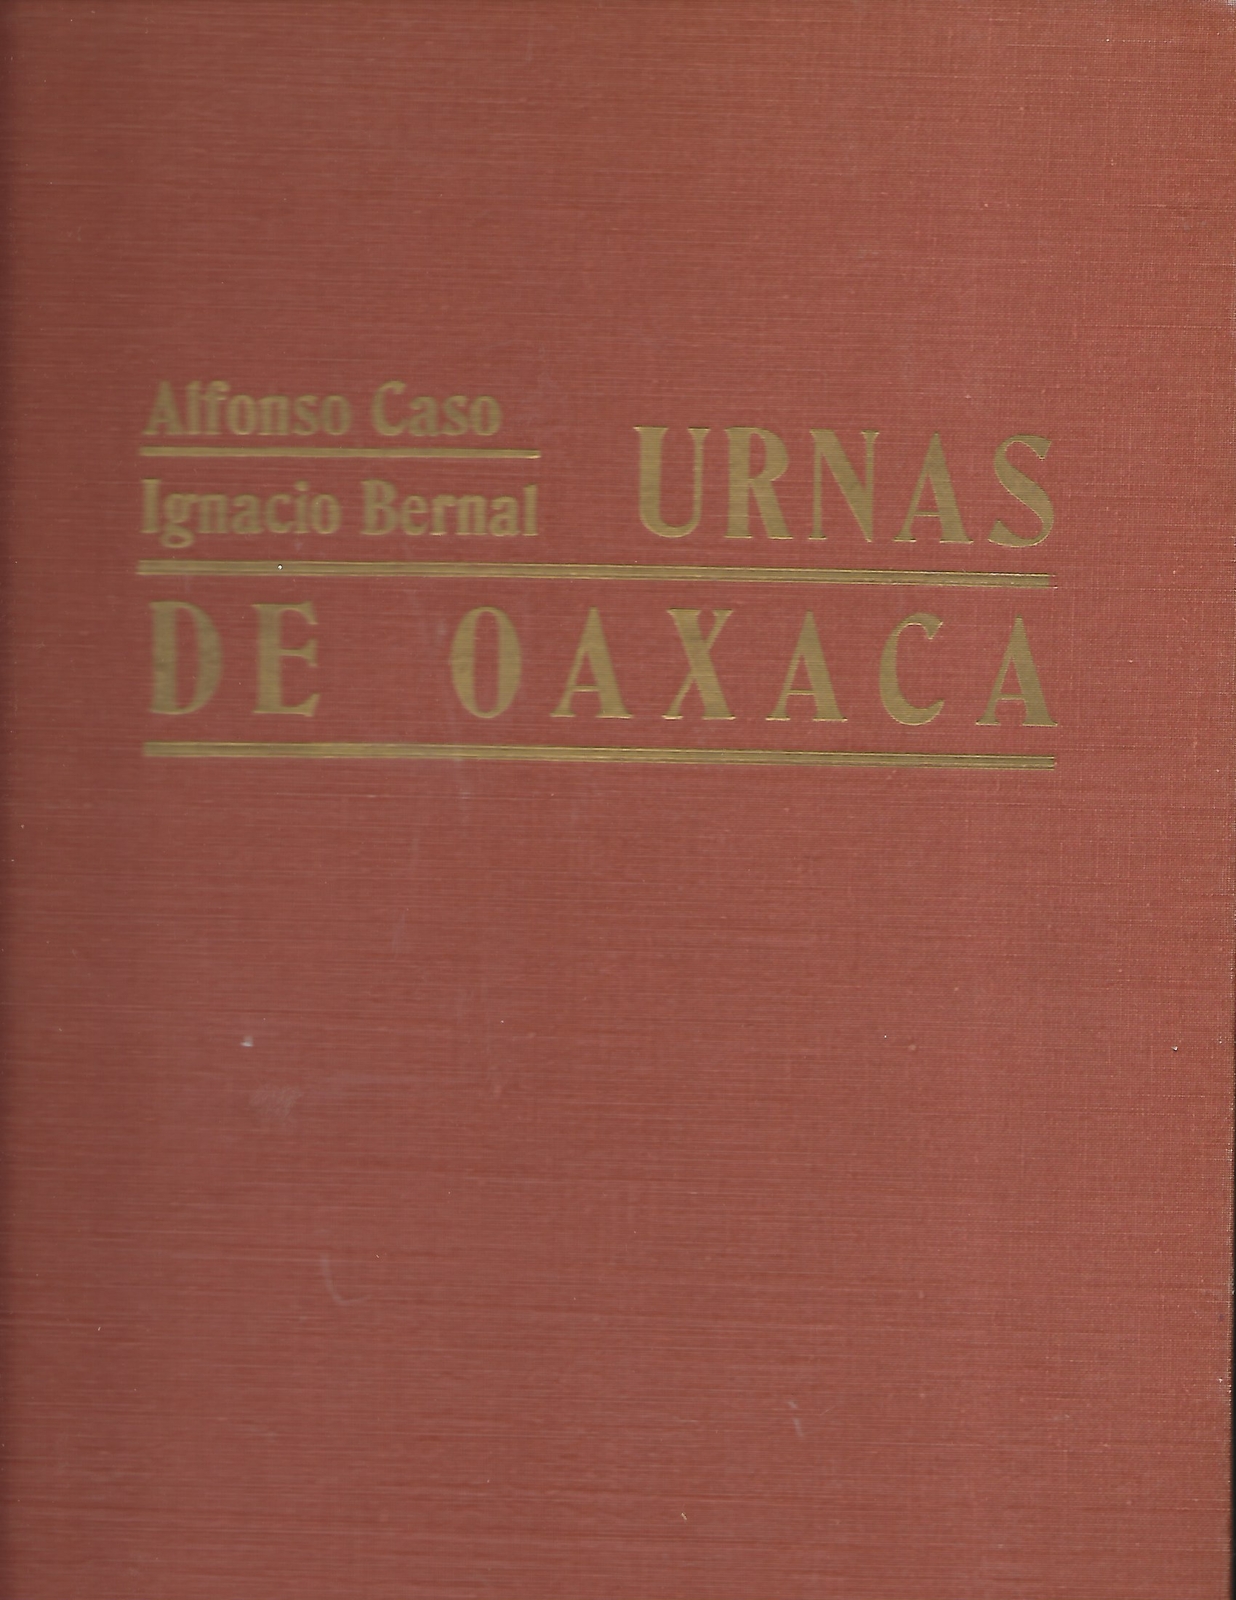 Alfonso Caso
Ignacio Bernal
URNAS
DE OAXACA